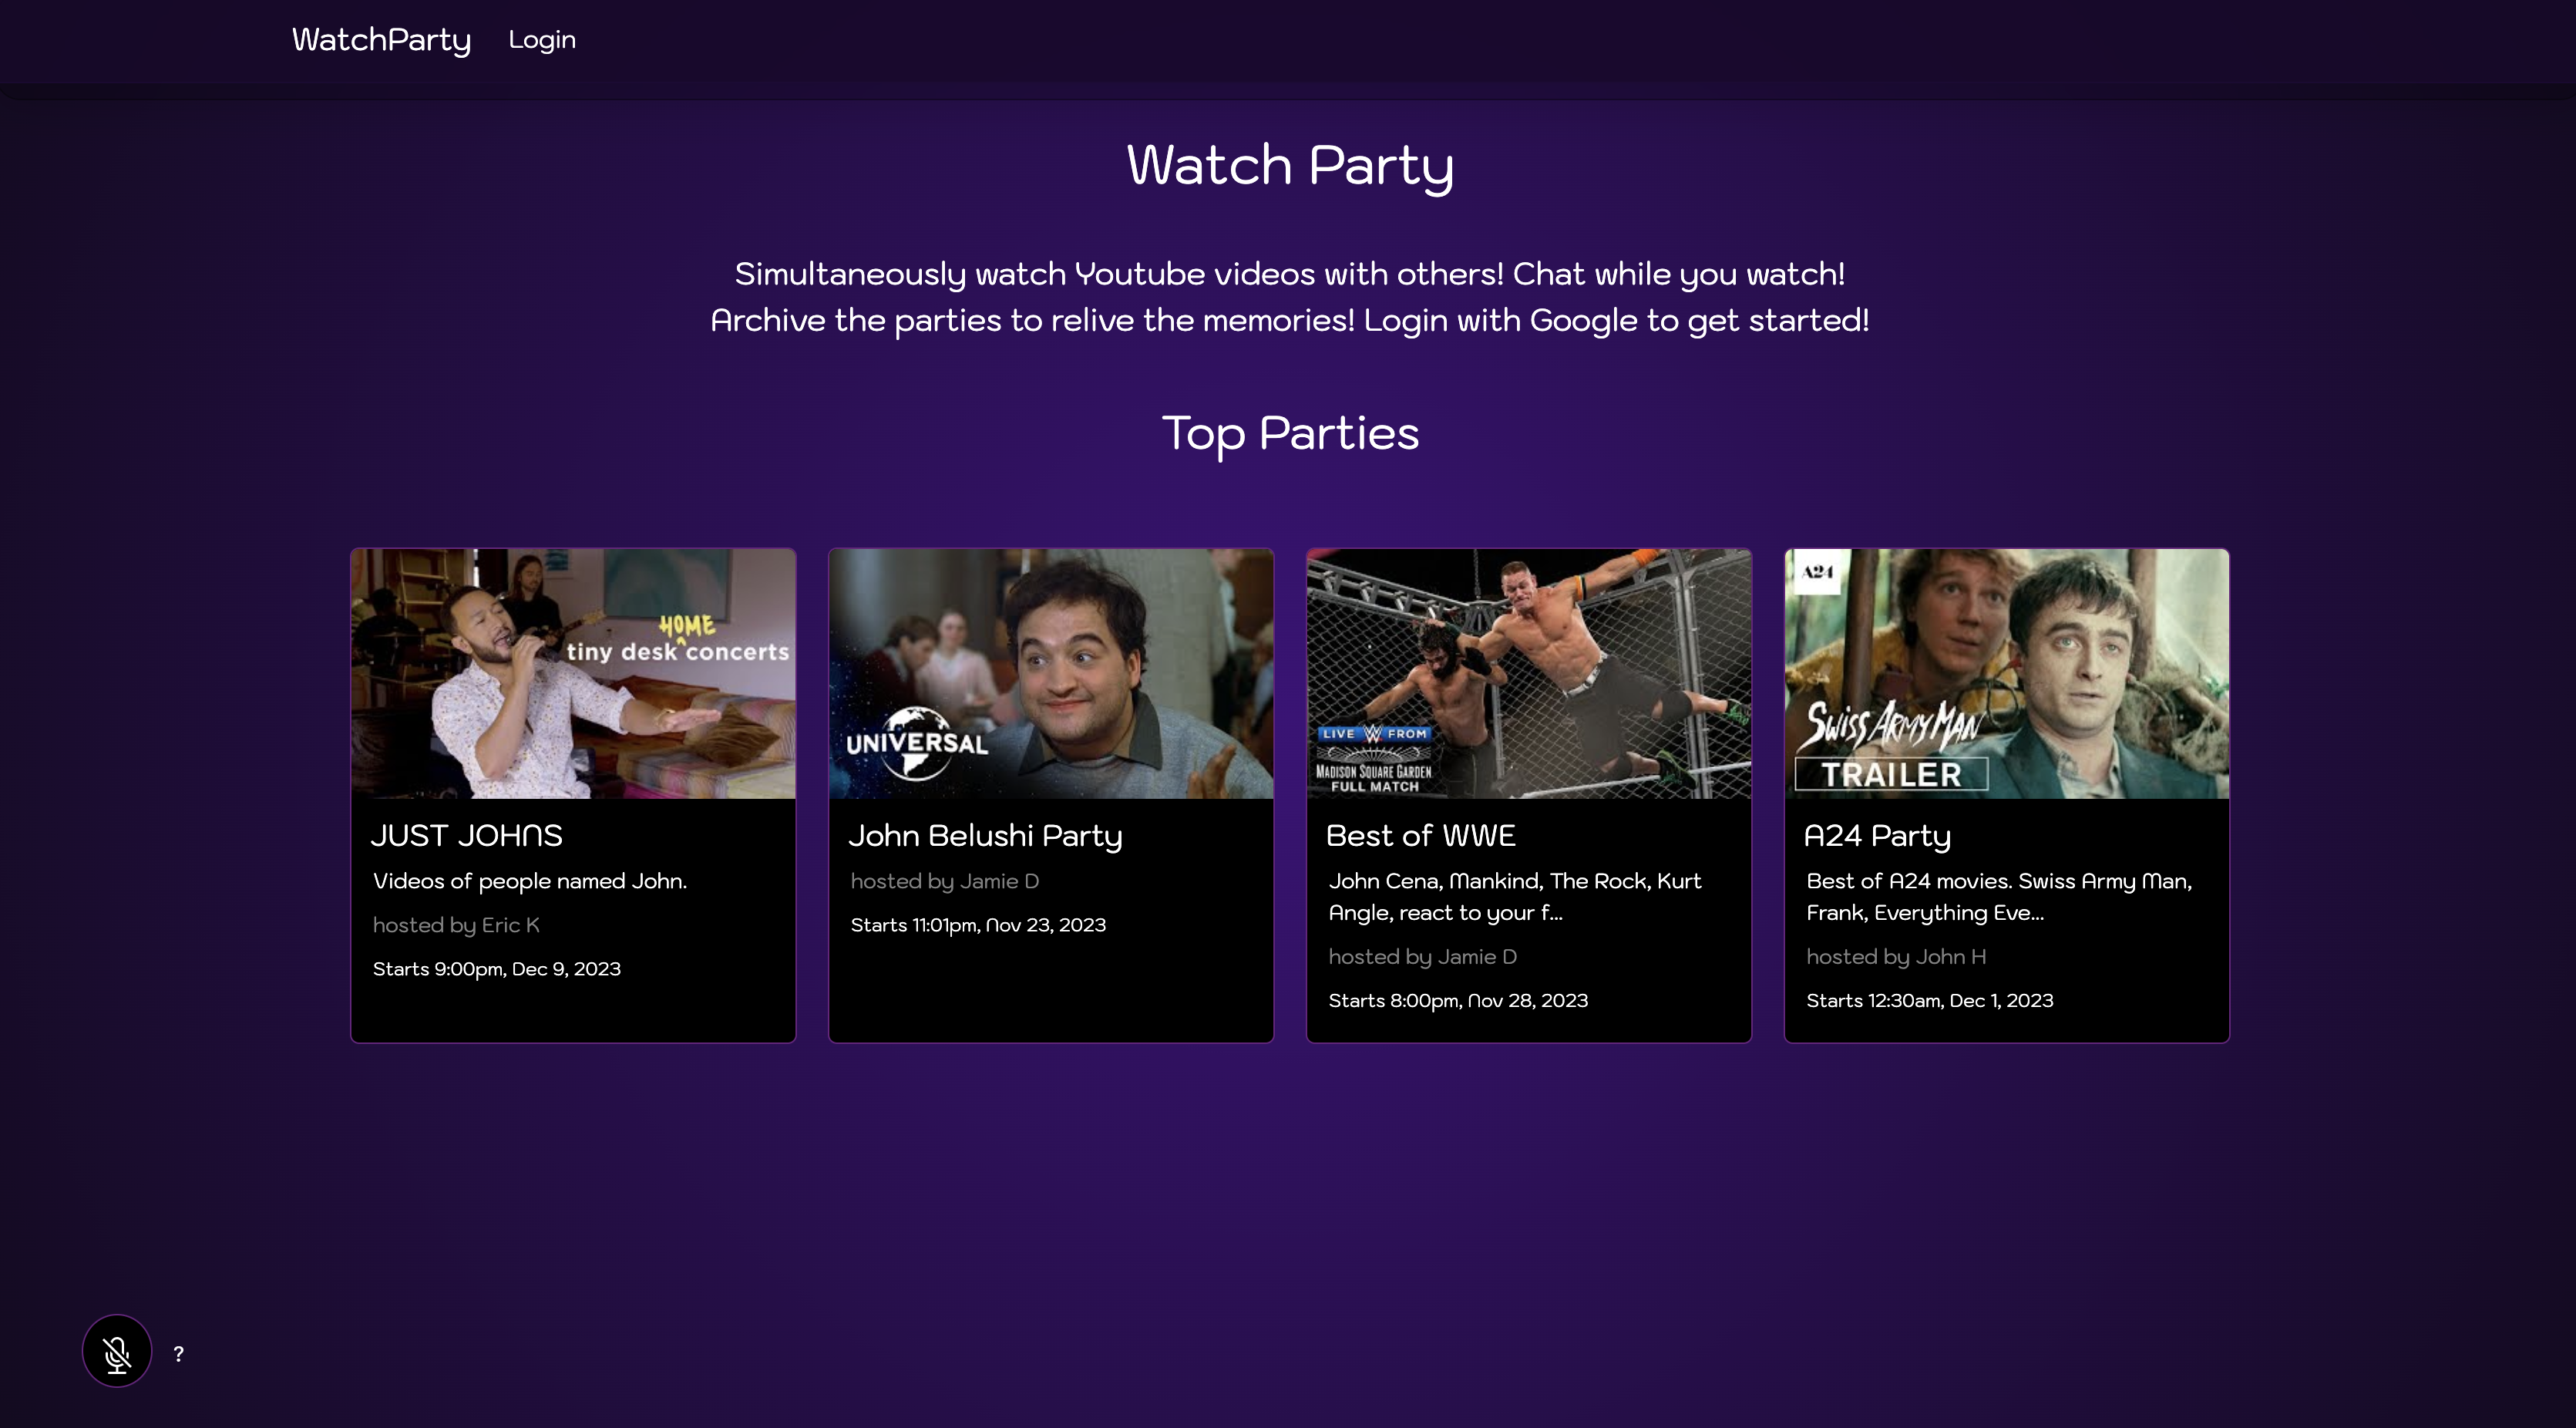 WatchParty Login
Watch Party
Simultaneously watch Youtube videos with others! Chat while you watch!
Archive the parties to relive the memories! Login with Google to get started!
Top Parties
HOME
tiny desk ^ concerts
JUST JOHNS
Videos of people named John.
hosted by Eric K
Starts 9:00pm, Dec 9, 2023
UNIVERSAL
John Belushi Party
hosted by Jamie D
Starts 11:01pm, Nov 23, 2023
LIVE W FROM
MADISON SQUARE GARDEN
FULL MATCH
Best of WWE
John Cena, Mankind, The Rock, Kurt
Angle, react to your f...
hosted by Jamie D
Starts 8:00pm, Nov 28, 2023
A24
SWISS ARMY MAN
TRAILER
A24 Party
Best of A24 movies. Swiss Army Man,
Frank, Everything Eve...
hosted by John H
Starts 12:30am, Dec 1, 2023
?